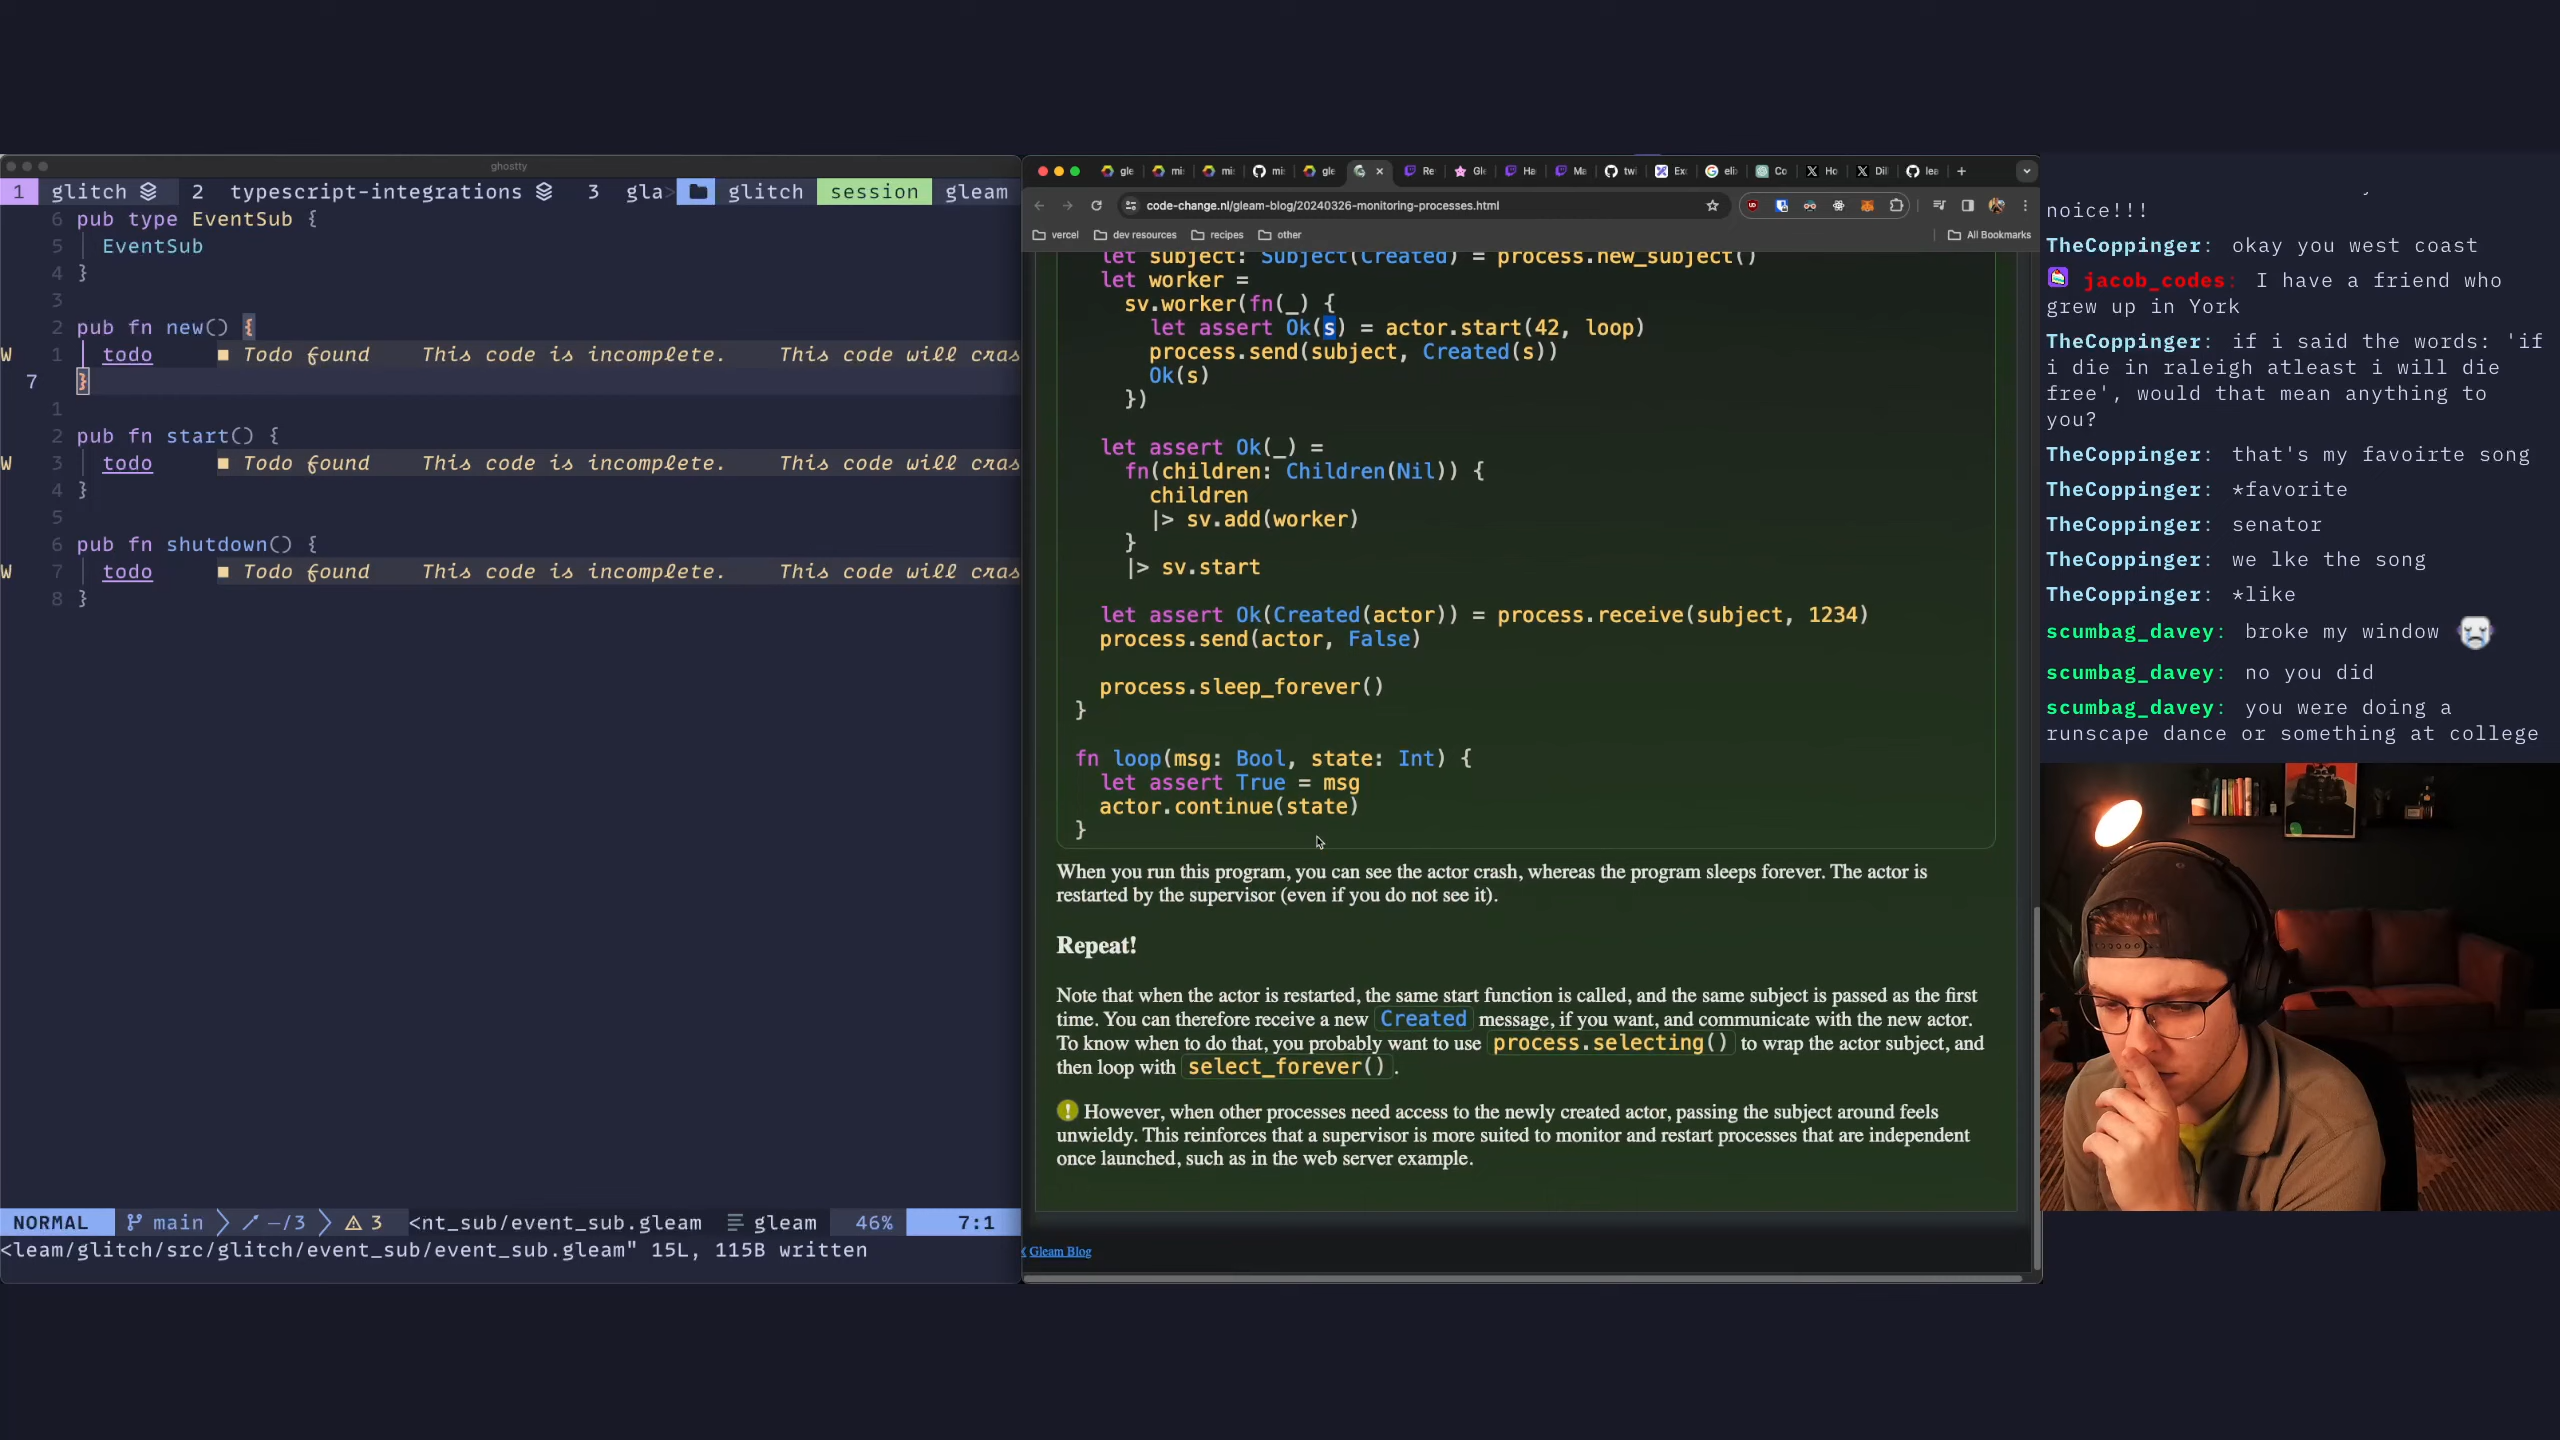 ghostty
1 glitch 2 typescript-integrations 3 gla> glitch session gleam
6 pub type EventSub {
5 EventSub
4 }
3
2 pub fn new() {
W 1 todo ■ Todo found This code is incomplete. This code will cras
7 }
1
2 pub fn start() {
W 3 todo ■ Todo found This code is incomplete. This code will cras
4 }
5
6 pub fn shutdown() {
W 7 todo ■ Todo found This code is incomplete. This code will cras
8 }
NORMAL main —/3 3 <nt_sub/event_sub.gleam gleam 46% 7:1
<leam/glitch/src/glitch/event_sub/event_sub.gleam" 15L, 115B written
gle mi mi mi gle Re Gl Ha Ma twi Ex eli Co Ho Dil lea
code-change.nl/gleam-blog/20240326-monitoring-processes.html
vercel dev resources recipes other All Bookmarks
let subject: Subject(Created) = process.new_subject()
let worker =
sv.worker(fn(_) {
let assert Ok(s) = actor.start(42, loop)
process.send(subject, Created(s))
Ok(s)
})
let assert Ok(_) =
fn(children: Children(Nil)) {
children
|> sv.add(worker)
}
|> sv.start
let assert Ok(Created(actor)) = process.receive(subject, 1234)
process.send(actor, False)
process.sleep_forever()
}
fn loop(msg: Bool, state: Int) {
let assert True = msg
actor.continue(state)
}
When you run this program, you can see the actor crash, whereas the program sleeps forever. The actor is
restarted by the supervisor (even if you do not see it).
Repeat!
Note that when the actor is restarted, the same start function is called, and the same subject is passed as the first
time. You can therefore receive a new Created message, if you want, and communicate with the new actor.
To know when to do that, you probably want to use process.selecting() to wrap the actor subject, and
then loop with select_forever() .
! However, when other processes need access to the newly created actor, passing the subject around feels
unwieldy. This reinforces that a supervisor is more suited to monitor and restart processes that are independent
once launched, such as in the web server example.
Gleam Blog
noice!!!
TheCoppinger: okay you west coast
jacob_codes: I have a friend who
grew up in York
TheCoppinger: if i said the words: 'if
i die in raleigh atleast i will die
free', would that mean anything to
you?
TheCoppinger: that's my favoirte song
TheCoppinger: *favorite
TheCoppinger: senator
TheCoppinger: we lke the song
TheCoppinger: *like
scumbag_davey: broke my window
scumbag_davey: no you did
scumbag_davey: you were doing a
runscape dance or something at college